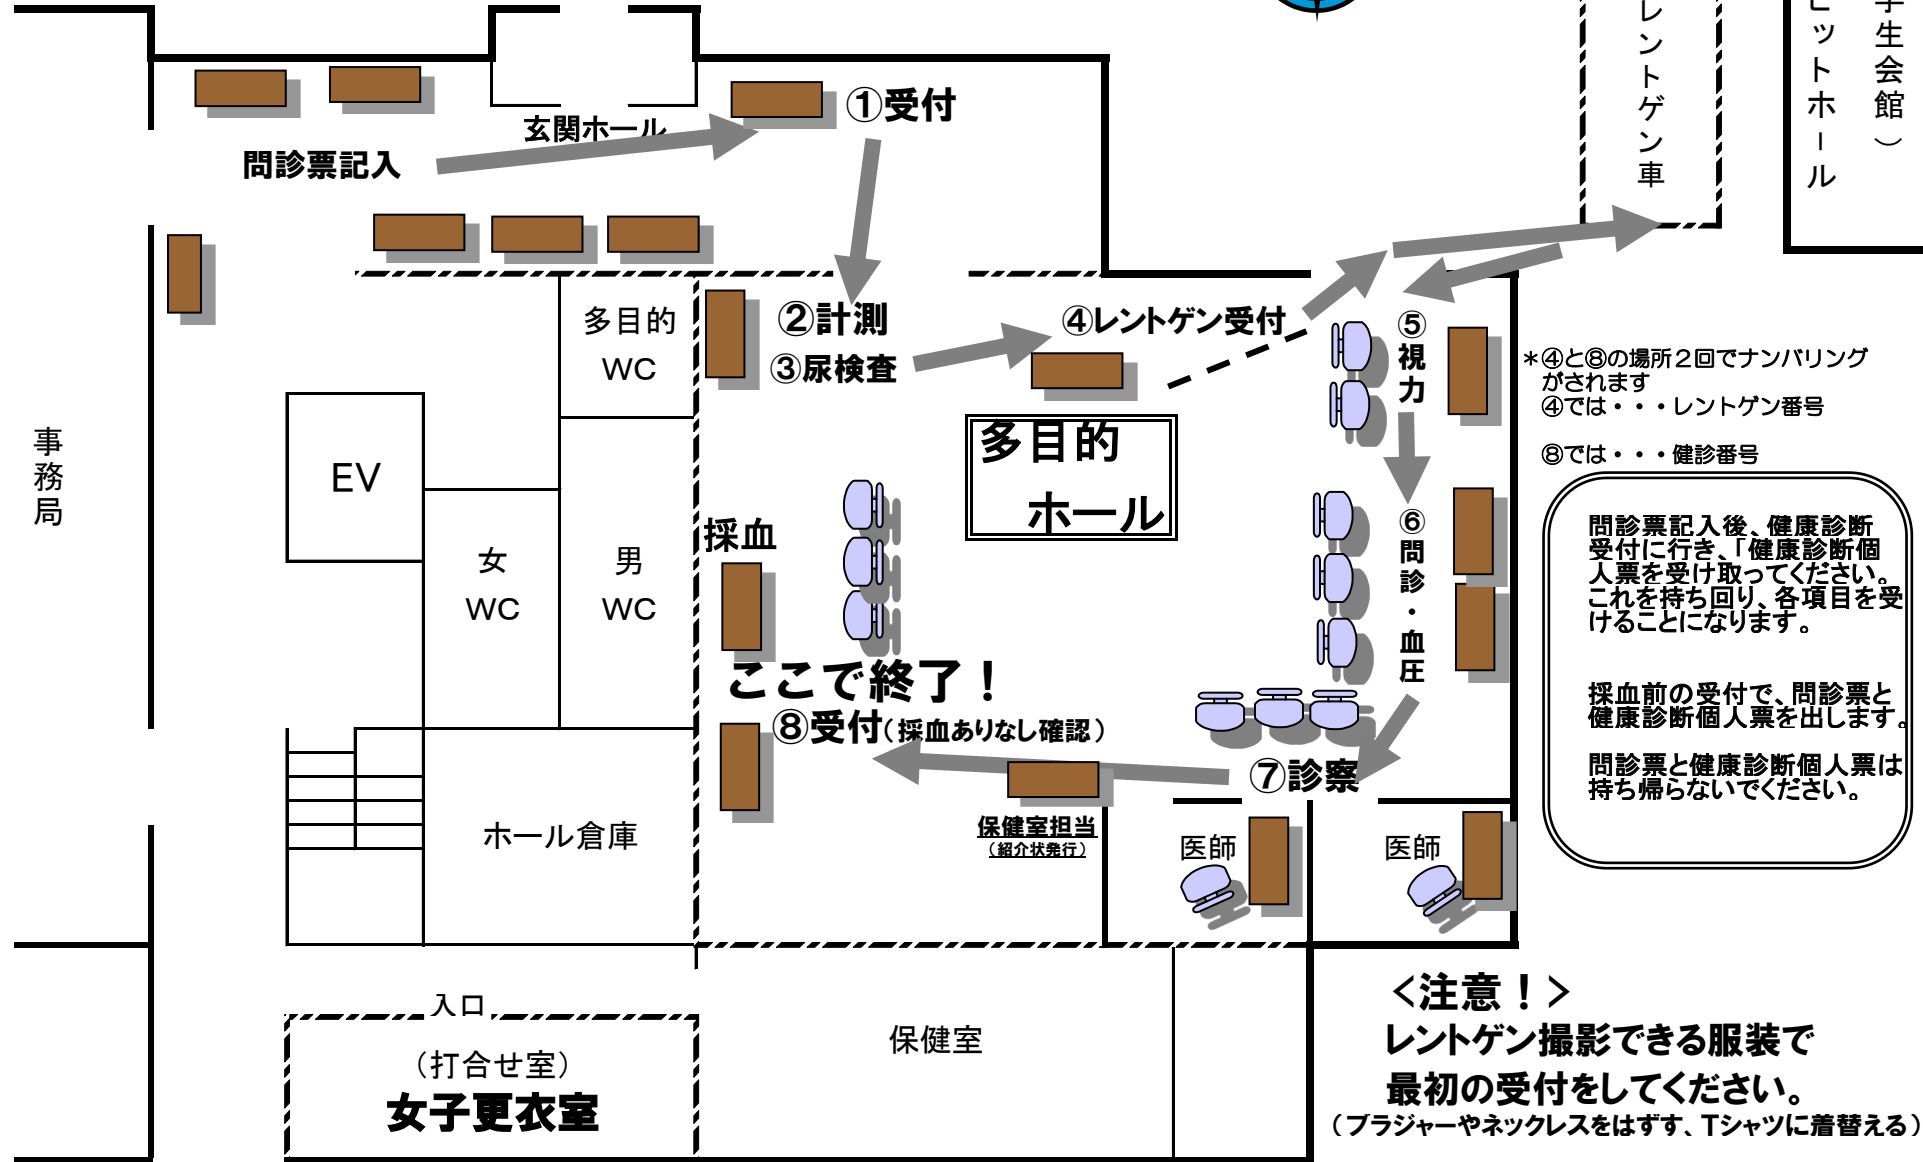 レントゲン車
ットホール
生会館）
①受付
玄関ホール
問診票記入
多目的
WC
②計測
③尿検査
④レントゲン受付
⑤視力
＊④と⑧の場所２回でナンバリング
がされます
④では・・・レントゲン番号
⑧では・・・健診番号
事務局
EV
多目的
ホール
採血
女
WC
男
WC
⑥問診・血圧
問診票記入後、健康診断
受付に行き、「健康診断個
人票を受け取ってください。
これを持ち回り、各項目を受
けることになります。
採血前の受付で、問診票と
健康診断個人票を出します。
問診票と健康診断個人票は
持ち帰らないでください。
ここで終了！
⑧受付（採血ありなし確認）
⑦診察
ホール倉庫
保健室担当
（紹介状発行）
医師
医師
入口
（打合せ室）
女子更衣室
保健室
＜注意！＞
レントゲン撮影できる服装で
最初の受付をしてください。
（ブラジャーやネックレスをはずす、Tシャツに着替える）